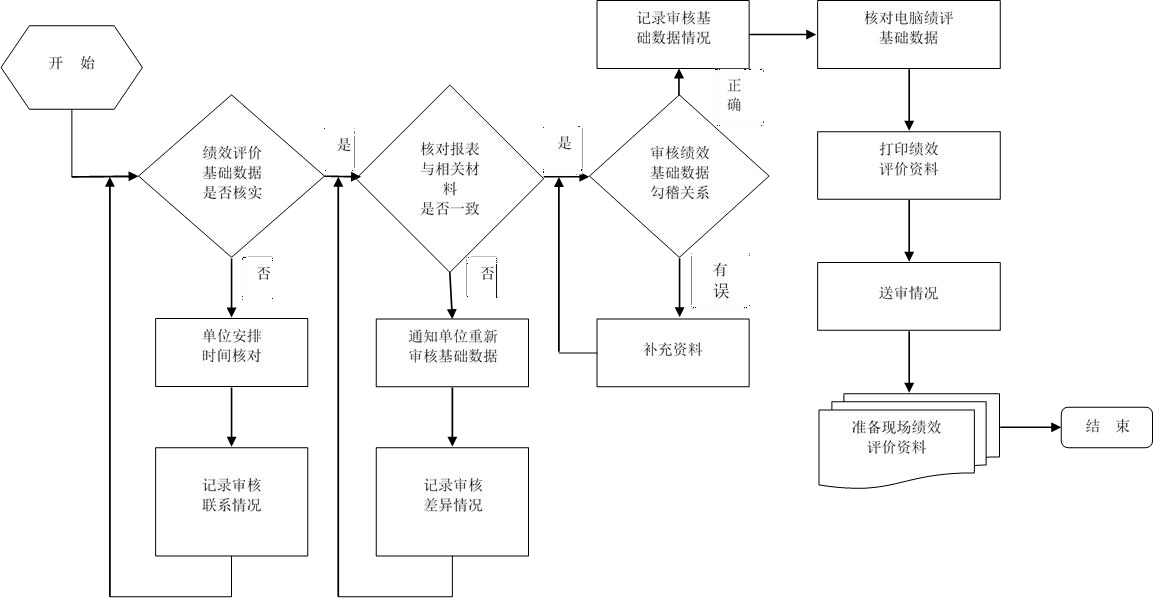 开 始
绩效评价
基础数据
是否核实
是
否
单位安排
时间核对
记录审核
联系情况
核对报表
与相关材
料
是否一致
是
否
通知单位重新
审核基础数据
记录审核
差异情况
审核绩效
基础数据
勾稽关系
正
确
有
误
补充资料
记录审核基
础数据情况
核对电脑绩评
基础数据
打印绩效
评价资料
送审情况
准备现场绩效
评价资料
结 束